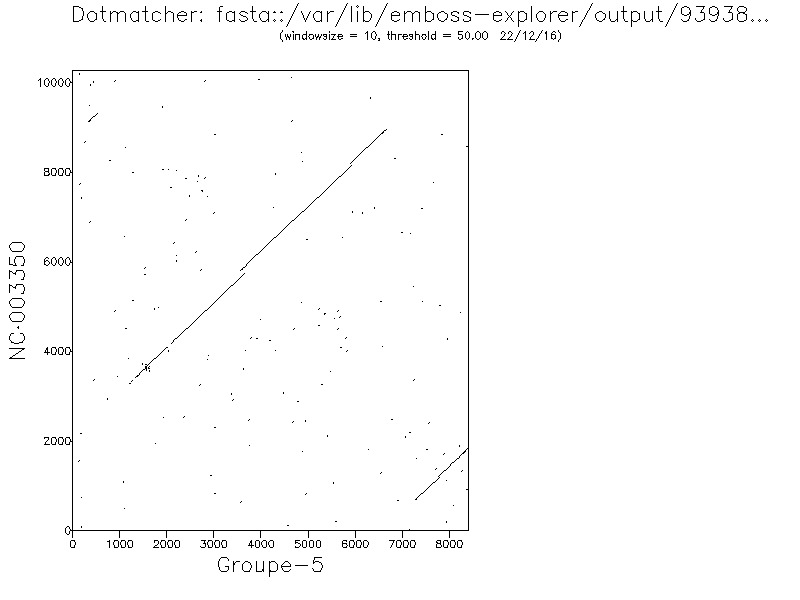 Dotmatcher: fasta::/var/lib/emboss-explorer/output/93938...
(windowsize = 10, threshold = 50.00 22/12/16)
10000
8000
6000
4000
2000
0
NC-003350
0 1000 2000 3000 4000 5000 6000 7000 8000
Groupe-5